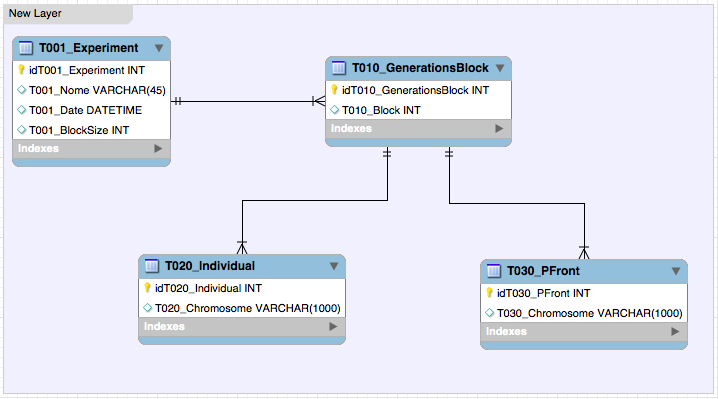 New Layer
T001_Experiment
idT001_Experiment INT
T001_Nome VARCHAR(45)
T001_Date DATETIME
T001_BlockSize INT
Indexes
T010_GenerationsBlock
idT010_GenerationsBlock INT
T010_Block INT
Indexes
T020_Individual
idT020_Individual INT
T020_Chromosome VARCHAR(1000)
Indexes
T030_PFront
idT030_PFront INT
T030_Chromosome VARCHAR(1000)
Indexes